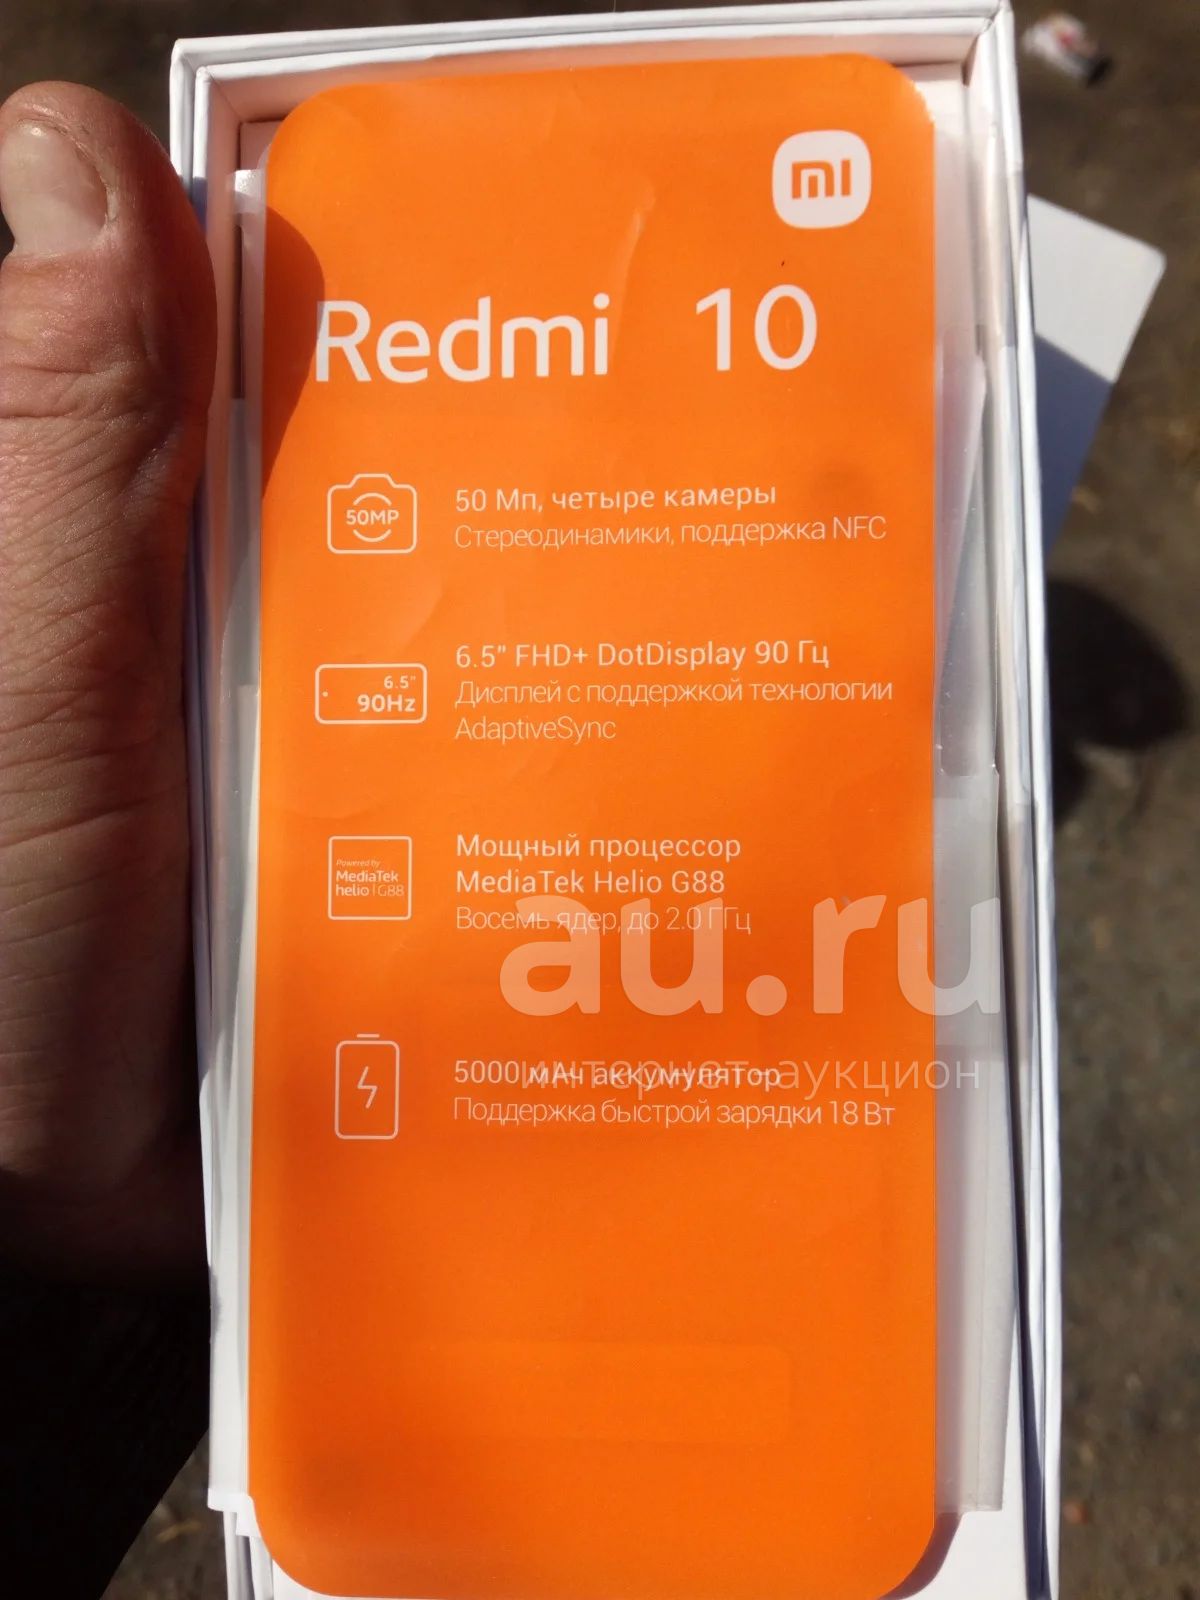 mi
Redmi 10
50MP
50 Мп, четыре камеры
Стереодинамики, поддержка NFC
6.5"
90Hz
6.5" FHD+ DotDisplay 90 Гц
Дисплей с поддержкой технологии
AdaptiveSync
Powered by
MediaTek
helio | G88
Мощный процессор
MediaTek Helio G88
Восемь ядер, до 2.0 ГГц
au.ru
интернет-аукцион
5000 мАч аккумулятор
Поддержка быстрой зарядки 18 Вт